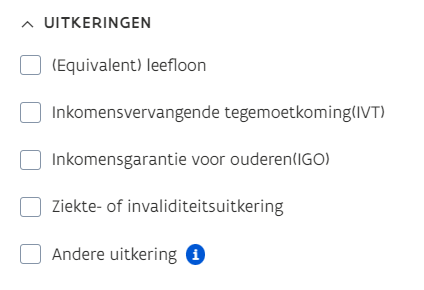 UITKERINGEN
(Equivalent) leefloon
Inkomensvervangende tegemoetkoming(IVT)
Inkomensgarantie voor ouderen(IGO)
Ziekte- of invaliditeitsuitkering
Andere uitkering i